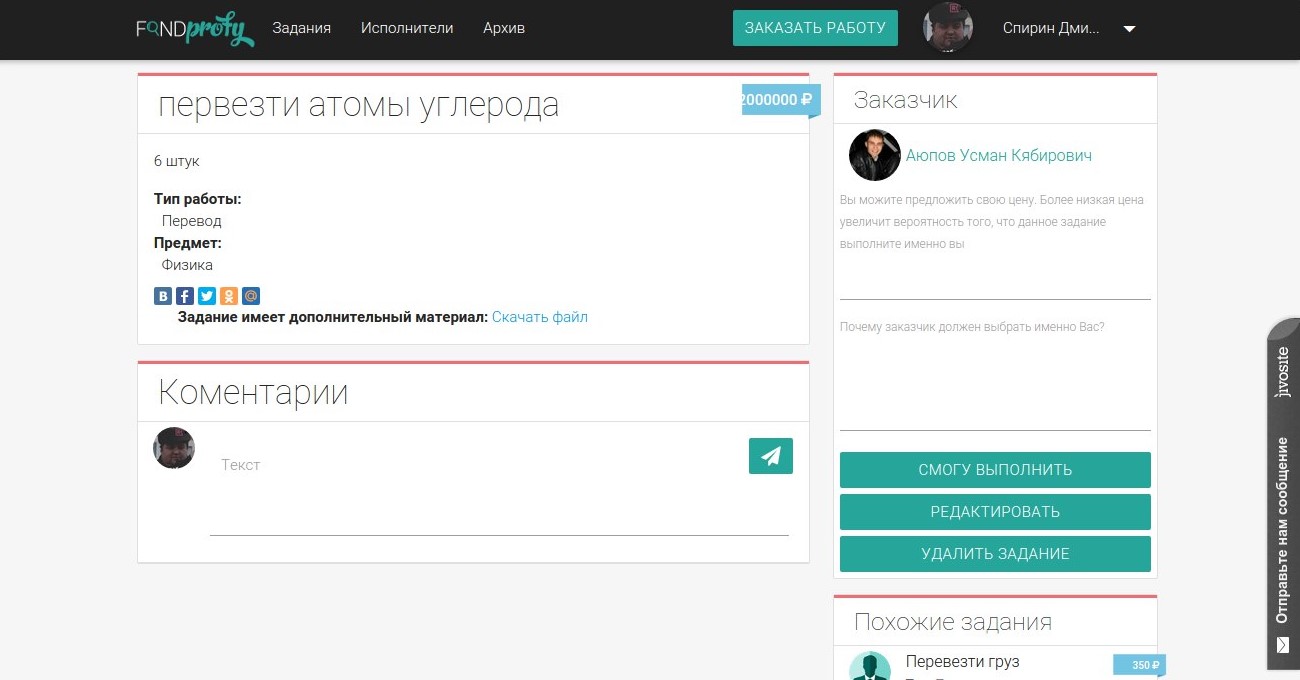 FQNDprofy Задания Исполнители Архив ЗАКАЗАТЬ РАБОТУ Спирин Дми...
первезти атомы углерода
2000000 ₽
6 штук
Тип работы:
Перевод
Предмет:
Физика
Задание имеет дополнительный материал: Скачать файл
Коментарии
Текст
Заказчик
Аюпов Усман Кябирович
Вы можите предложить свою цену. Более низкая цена
увеличит вероятность того, что данное задание
выполните именно вы
Почему заказчик должен выбрать именно Вас?
СМОГУ ВЫПОЛНИТЬ
РЕДАКТИРОВАТЬ
УДАЛИТЬ ЗАДАНИЕ
Похожие задания
Перевезти груз
350 ₽
jivosite
Отправьте нам сообщение